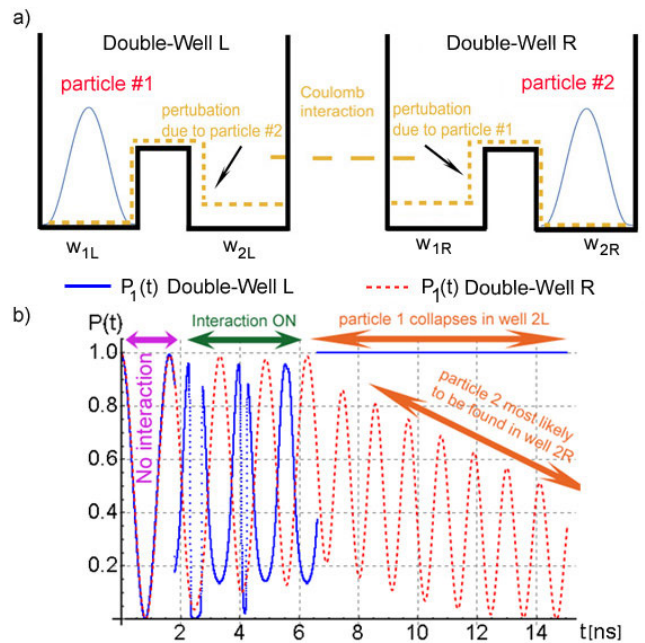 a)
Double-Well L
Double-Well R
particle #1
particle #2
Coulomb
interaction
pertubation
due to particle #2
pertubation
due to particle #1
w1L
w2L
w1R
w2R
P1(t) Double-Well L
P1(t) Double-Well R
b)
P(t)
Interaction ON
particle 1 collapses in well 2L
No interaction
particle 2 most likely
to be found in well 2R
1.0
0.8
0.6
0.4
0.2
2
4
6
8
10
12
14
t[ns]